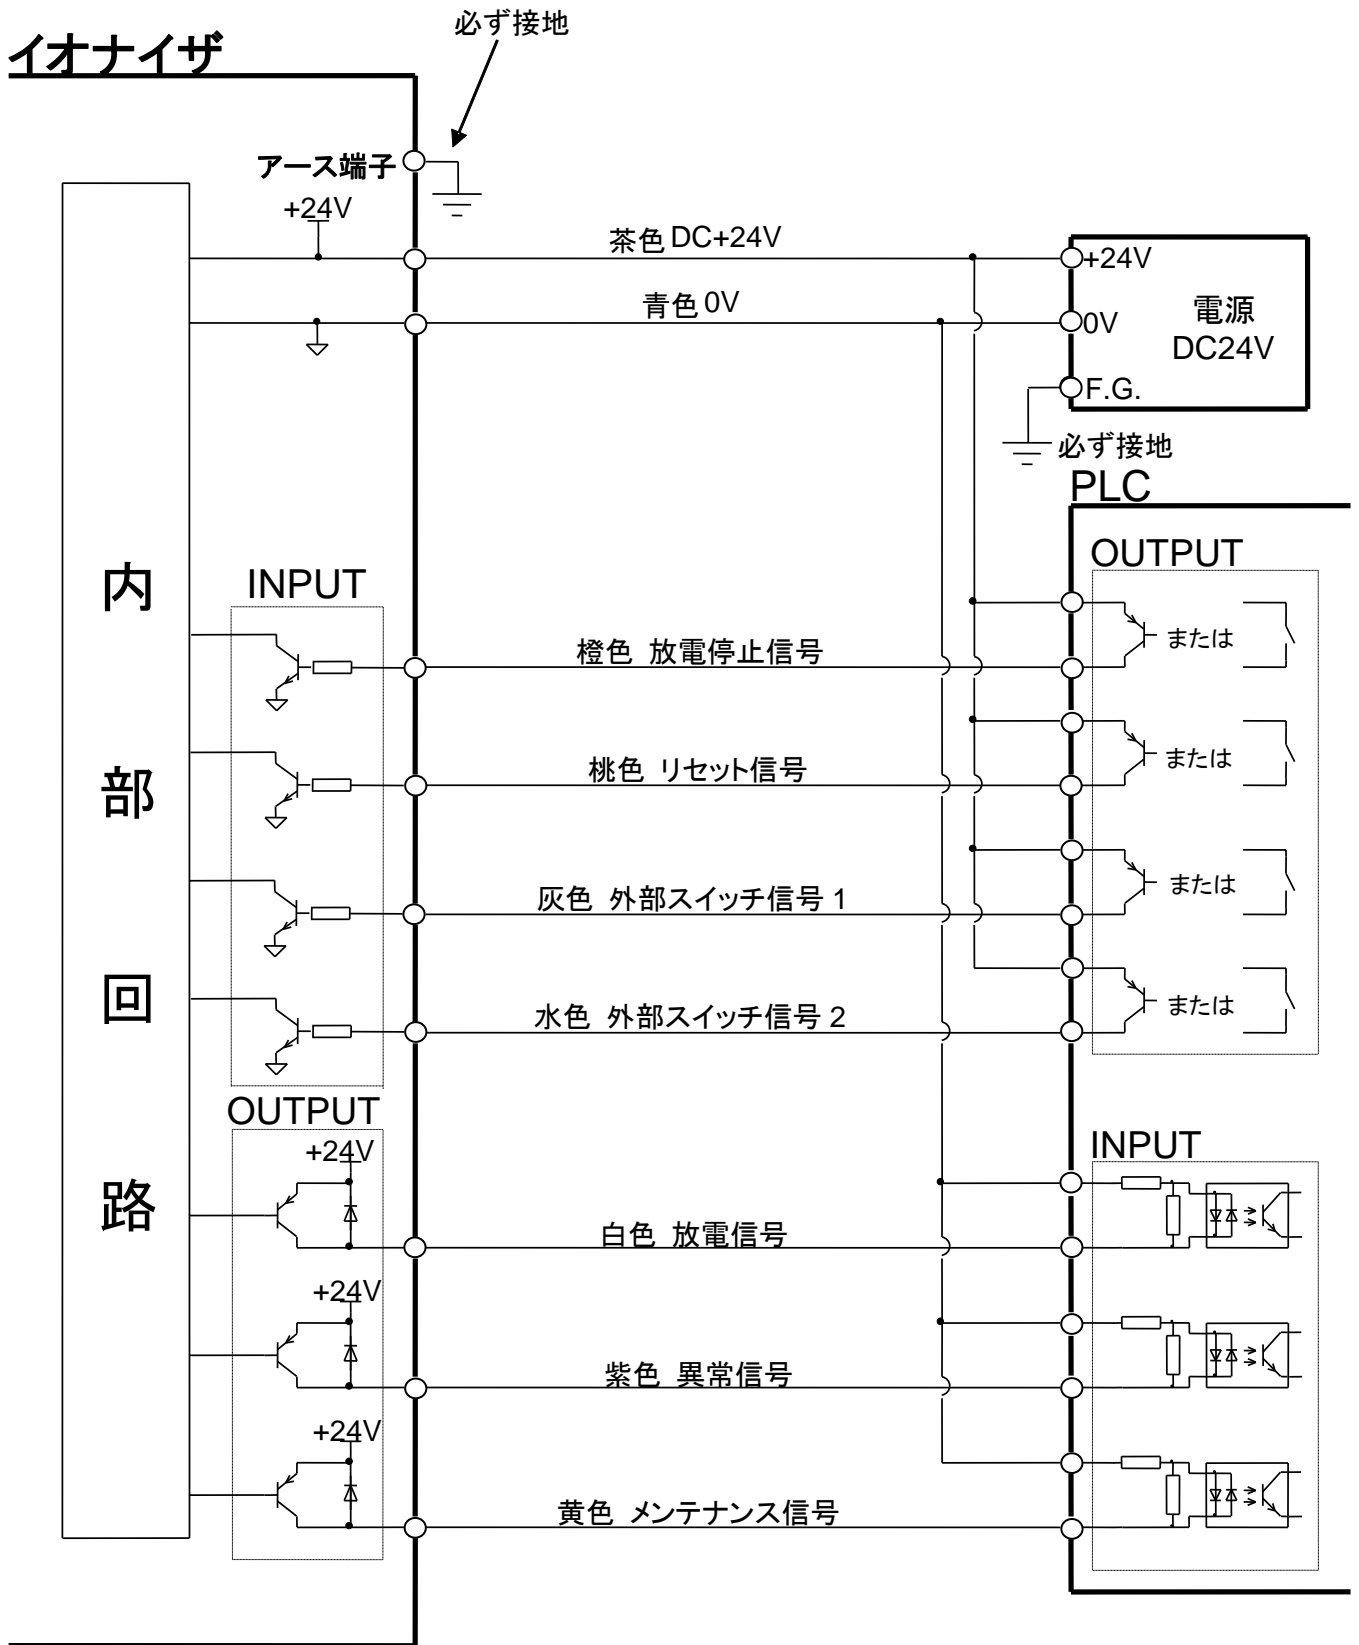 必ず接地
イオナイザ
アース端子
+24V
茶色 DC+24V
+24V
青色 0V
0V
電源
DC24V
F.G.
必ず接地
PLC
OUTPUT
内部回路
INPUT
橙色 放電停止信号
または
桃色 リセット信号
または
灰色 外部スイッチ信号 1
または
水色 外部スイッチ信号 2
または
OUTPUT
+24V
INPUT
白色 放電信号
+24V
紫色 異常信号
+24V
黄色 メンテナンス信号